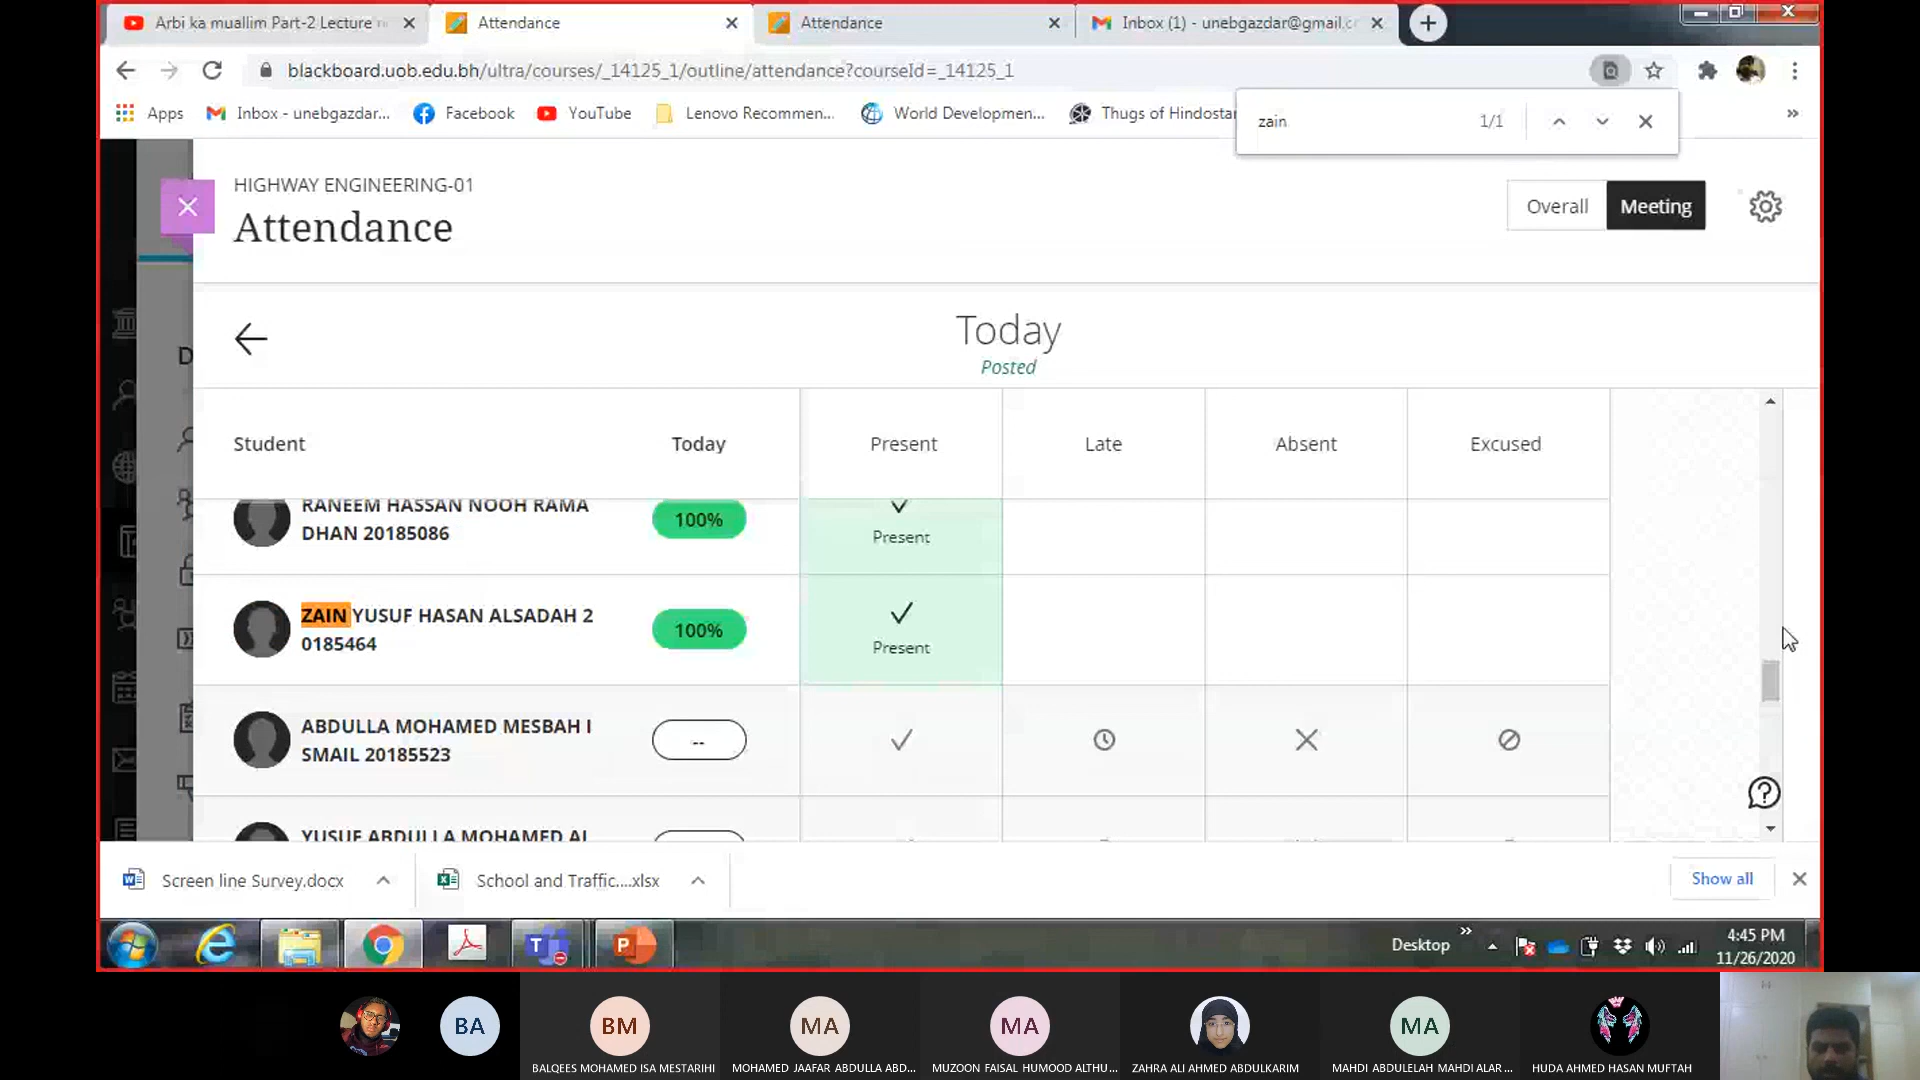 Arbi ka muallim Part-2 Lecture
Attendance
Attendance
Inbox (1) - unebgazdar@gmail.c
blackboard.uob.edu.bh/ultra/courses/_14125_1/outline/attendance?courseId=_14125_1
Apps
Inbox - unebgazdar...
Facebook
YouTube
Lenovo Recommen...
World Developmen...
Thugs of Hindostar
»
zain
1/1
HIGHWAY ENGINEERING-01
Attendance
Overall
Meeting
Today
Posted
D
Student
Today
Present
Late
Absent
Excused
RANEEM HASSAN NOOH RAMA
DHAN 20185086
100%
Present
ZAIN YUSUF HASAN ALSADAH 2
0185464
100%
Present
ABDULLA MOHAMED MESBAH I
SMAIL 20185523
--
YUSUF ABDULLA MOHAMED AL
Screen line Survey.docx
School and Traffic....xlsx
Show all
Desktop
»
4:45 PM
11/26/2020
BA
BM
MA
MA
MA
BALQEES MOHAMED ISA MESTARIHI
MOHAMED JAAFAR ABDULLA ABD...
MUZOON FAISAL HUMOOD ALTHU...
ZAHRA ALI AHMED ABDULKARIM
MAHDI ABDULELAH MAHDI ALAR...
HUDA AHMED HASAN MUFTAH